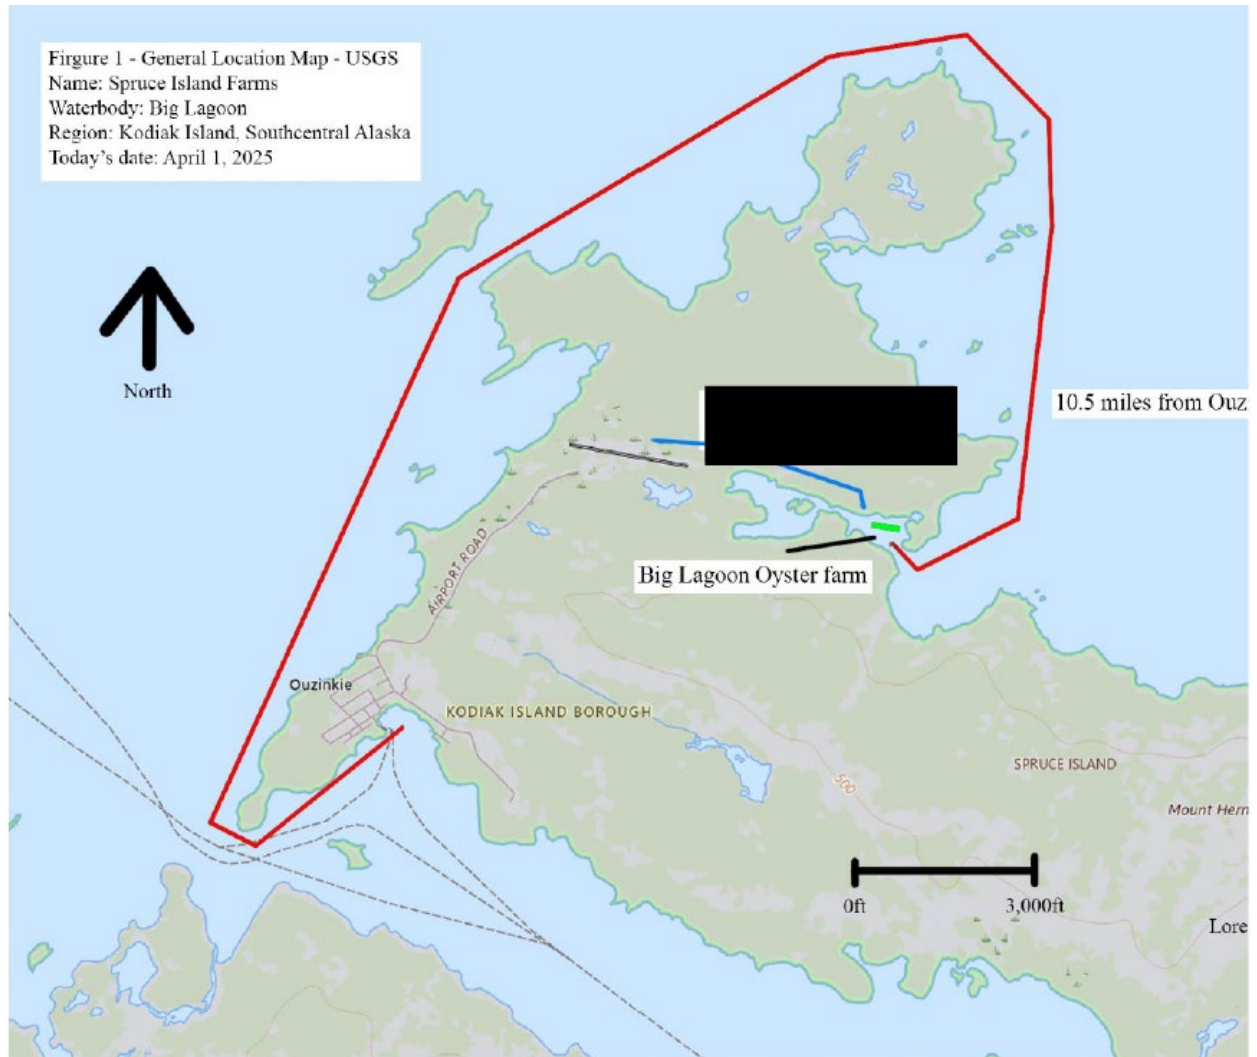 Firgure 1 - General Location Map - USGS
Name: Spruce Island Farms
Waterbody: Big Lagoon
Region: Kodiak Island, Southcentral Alaska
Today's date: April 1, 2025
North
10.5 miles from Ouz
AIRPORT ROAD
Big Lagoon Oyster farm
Ouzinkie
KODIAK ISLAND BOROUGH
SPRUCE ISLAND
500
Mount Hern
0ft
3,000ft
Lore